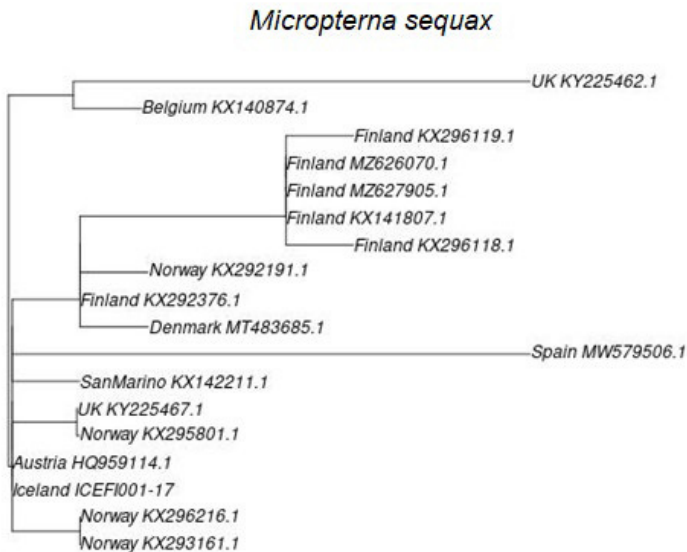 Micropterna sequax
UK KY225462.1
Belgium KX140874.1
Finland KX296119.1
Finland MZ626070.1
Finland MZ627905.1
Finland KX141807.1
Finland KX296118.1
Norway KX292191.1
Finland KX292376.1
Denmark MT483685.1
Spain MW579506.1
SanMarino KX142211.1
UK KY225467.1
Norway KX295801.1
Austria HQ959114.1
Iceland ICEFI001-17
Norway KX296216.1
Norway KX293161.1